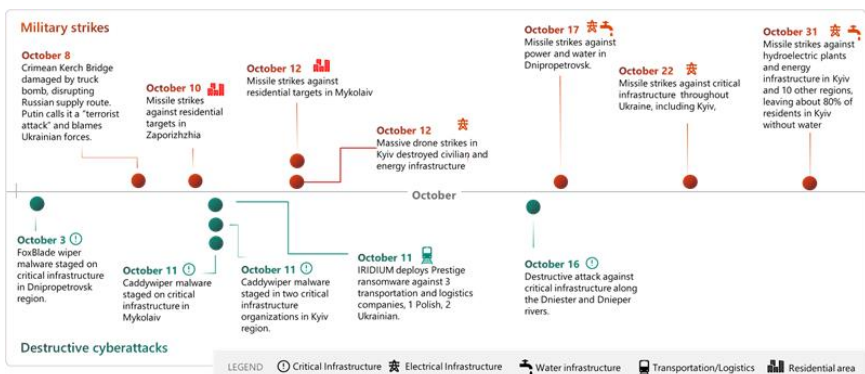 Military strikes
October 8
Crimean Kerch Bridge
damaged by truck
bomb, disrupting
Russian supply route.
Putin calls it a "terrorist
attack" and blames
Ukrainian forces.
October 10
Missile strikes
against residential
targets in
Zaporizhzhia
October 12
Missile strikes against
residential targets in Mykolaiv
October 12
Massive drone strikes in
Kyiv destroyed civilian and
energy infrastructure
October 17
Missile strikes against
power and water in
Dnipropetrovsk.
October 22
Missile strikes against critical
infrastructure throughout
Ukraine, including Kyiv,
October 31
Missile strikes against
hydroelectric plants
and energy
infrastructure in Kyiv
and 10 other regions,
leaving about 80% of
residents in Kyiv
without water
October
October 3
FoxBlade wiper
malware staged on
critical infrastructure
in Dnipropetrovsk
region.
October 11
Caddywiper malware
staged on critical
infrastructure in
Mykolaiv
October 11
Caddywiper malware
staged in two critical
infrastructure
organizations in Kyiv
region.
October 11
IRIDIUM deploys Prestige
ransomware against 3
transportation and logistics
companies, 1 Polish, 2
Ukrainian.
October 16
Destructive attack against
critical infrastructure along
the Dniester and Dnieper
rivers.
Destructive cyberattacks
LEGEND Critical Infrastructure Electrical Infrastructure Water infrastructure Transportation/Logistics Residential area